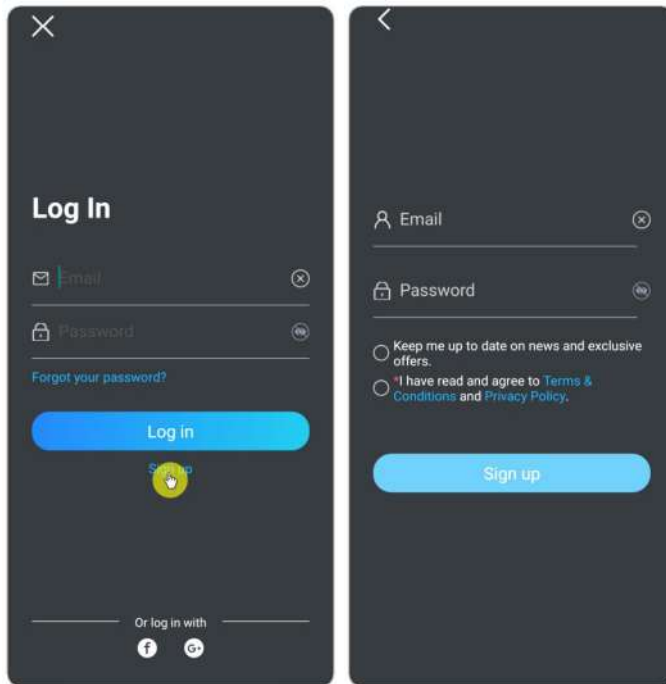 Log In
Email
Password
Forgot your password?
Log in
Sign up
Or log in with
f
G+
Email
Password
Keep me up to date on news and exclusive
offers.
*I have read and agree to Terms &
Conditions and Privacy Policy.
Sign up